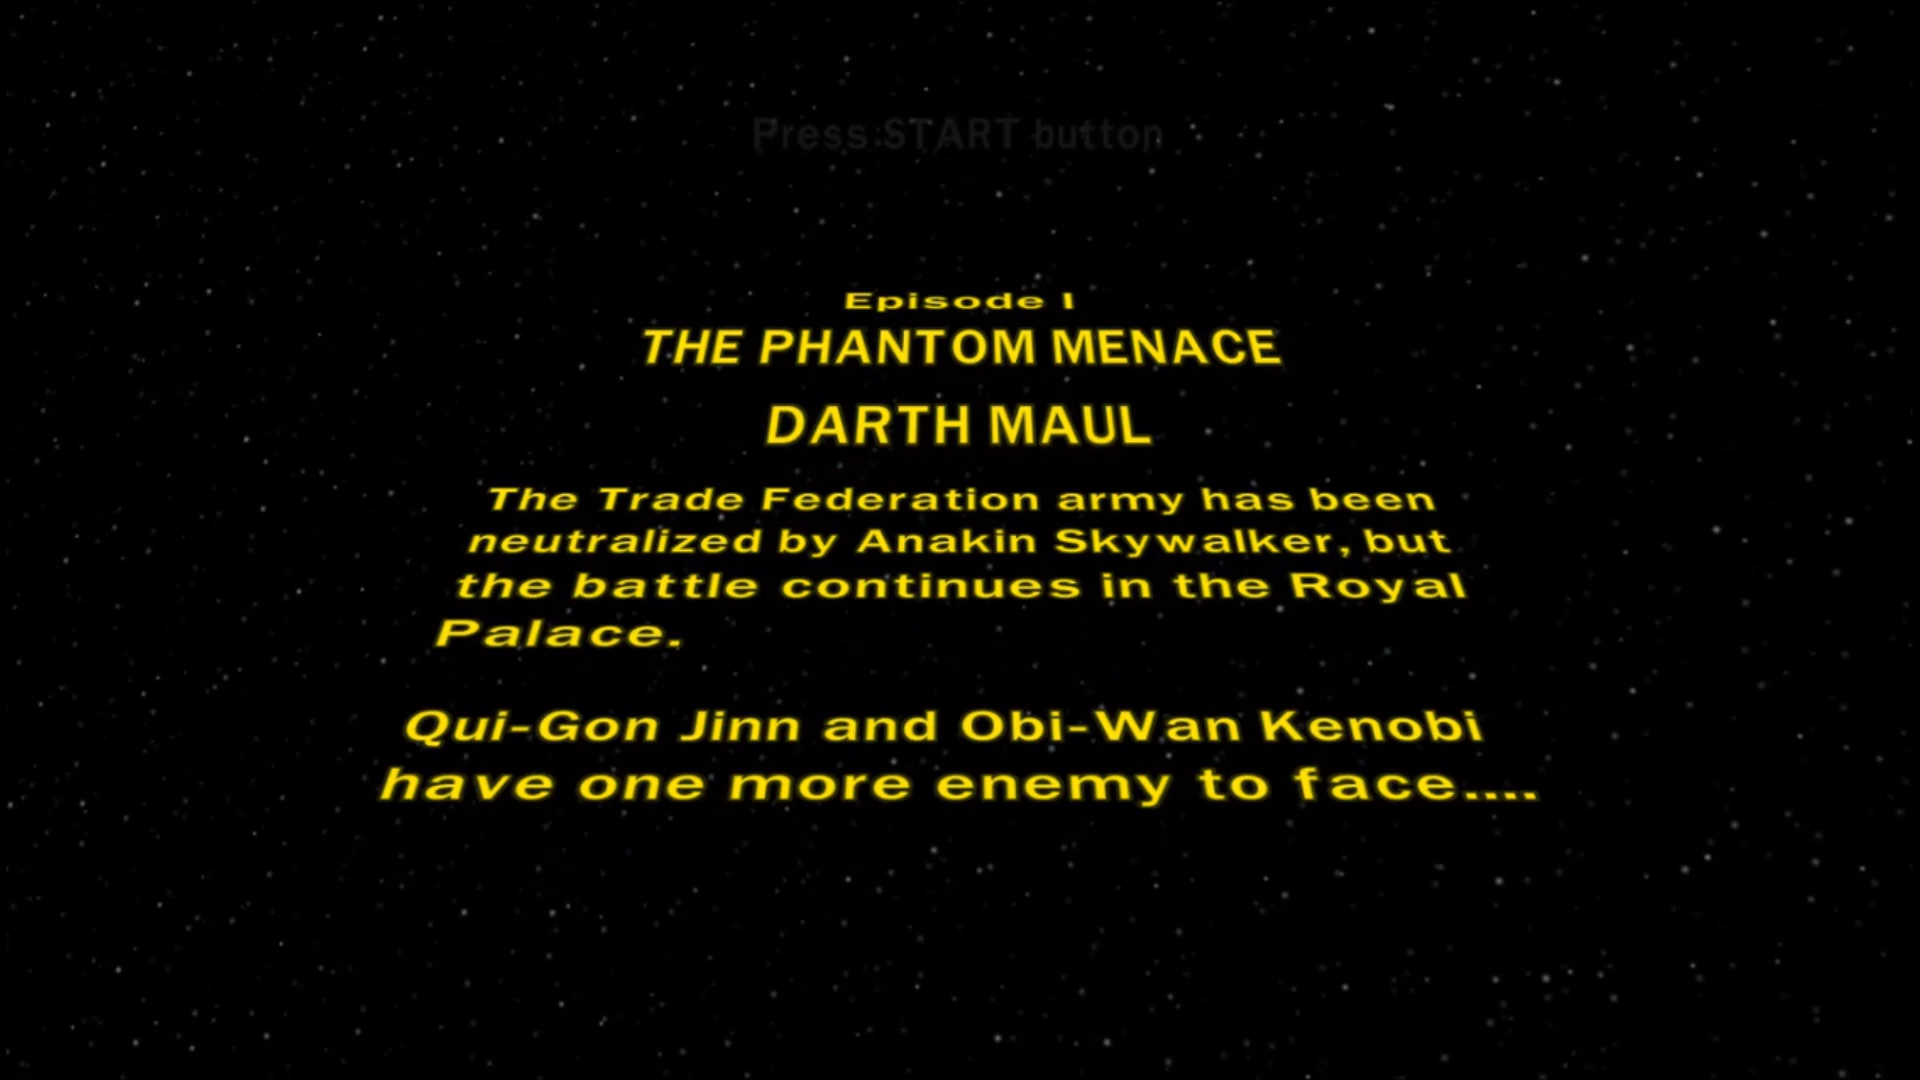 Press START button
Episode I
THE PHANTOM MENACE
DARTH MAUL
The Trade Federation army has been
neutralized by Anakin Skywalker, but
the battle continues in the Royal
Palace.
Qui-Gon Jinn and Obi-Wan Kenobi
have one more enemy to face....